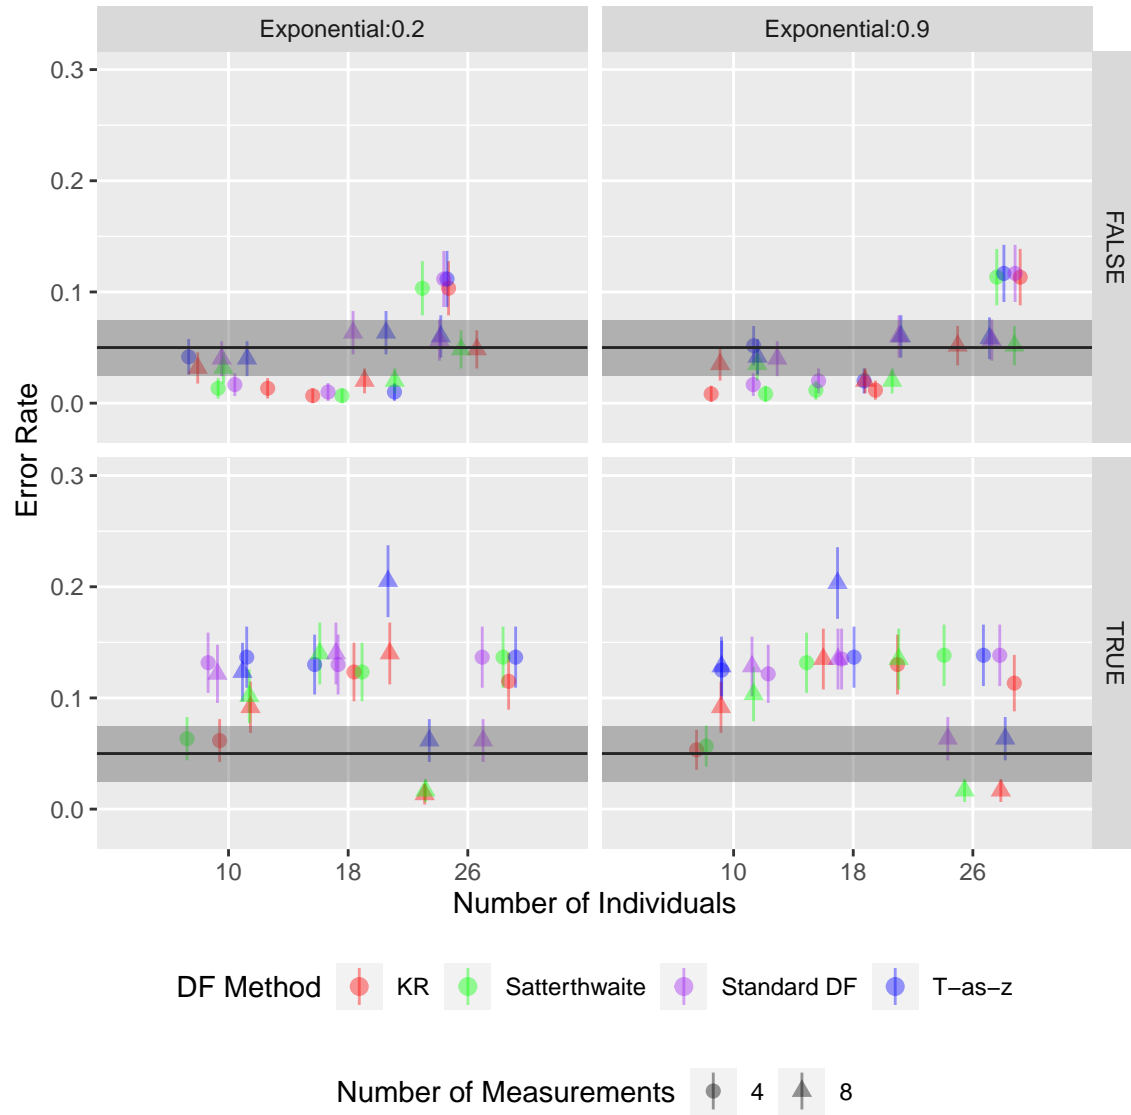 Exponential:0.2
Exponential:0.9
0.3
0.2
0.1
0.0
FALSE
0.3
0.2
0.1
0.0
TRUE
Error Rate
10 18 26
10 18 26
Number of Individuals
DF Method KR Satterthwaite Standard DF T−as−z
Number of Measurements 4 8